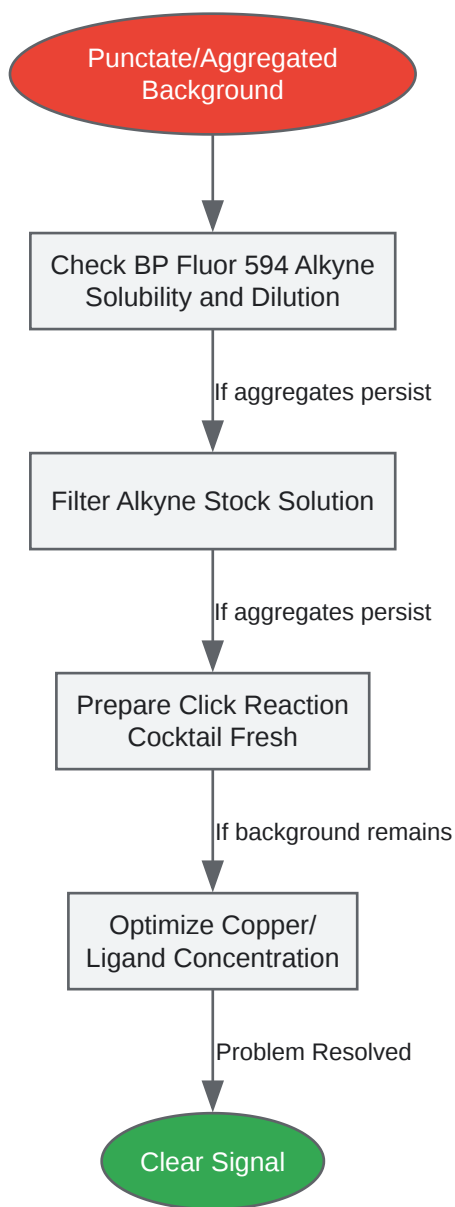 Punctate/Aggregated
Background
Check BP Fluor 594 Alkyne
Solubility and Dilution
If aggregates persist
Filter Alkyne Stock Solution
If aggregates persist
Prepare Click Reaction
Cocktail Fresh
If background remains
Optimize Copper/
Ligand Concentration
Problem Resolved
Clear Signal